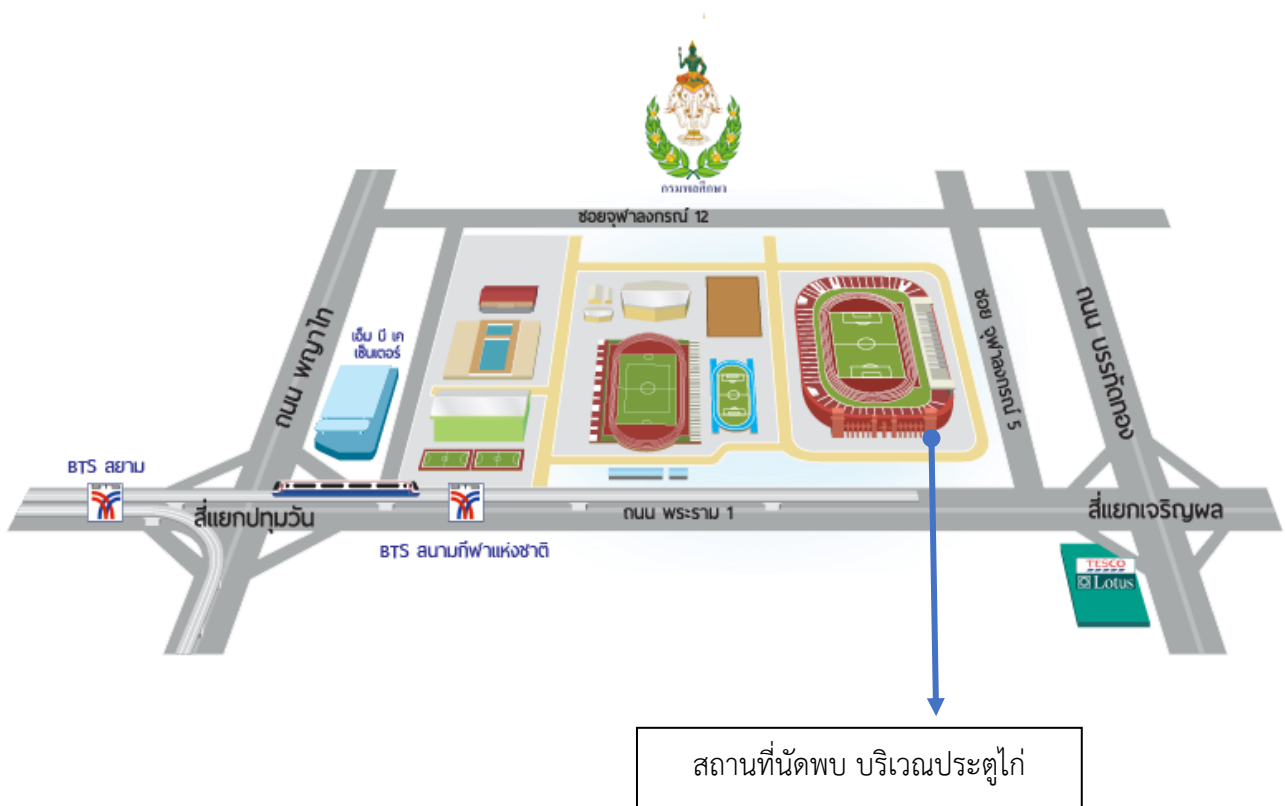 กรมพลศึกษา
ซอยจุฬาลงกรณ์ 12
ถนน พญาไท
เอ็ม บี เค
เซ็นเตอร์
ซอย จุฬาลงกรณ์ 5
ถนน บรรทัดทอง
BTS สยาม
BTS
BTS
สี่แยกปทุมวัน
ถนน พระราม 1
สี่แยกเจริญผล
BTS สนามกีฬาแห่งชาติ
TESCO
Lotus
สถานที่นัดพบ บริเวณประตูไก่